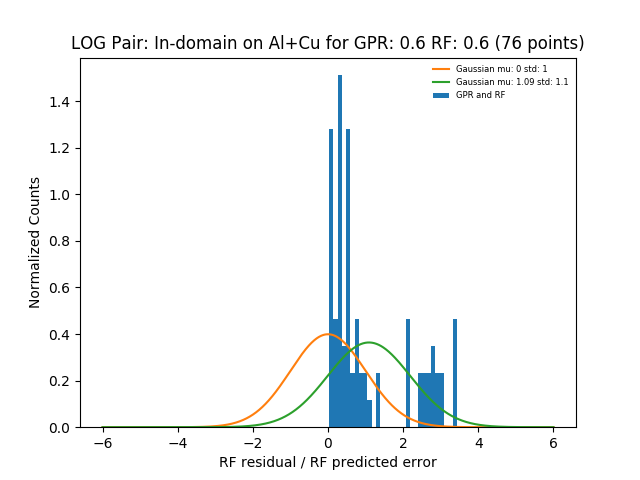 LOG Pair: In-domain on Al+Cu for GPR: 0.6 RF: 0.6 (76 points)
Gaussian mu: 0 std: 1
Gaussian mu: 1.09 std: 1.1
GPR and RF
Normalized Counts
1.4
1.2
1.0
0.8
0.6
0.4
0.2
0.0
−6 −4 −2 0 2 4 6
RF residual / RF predicted error